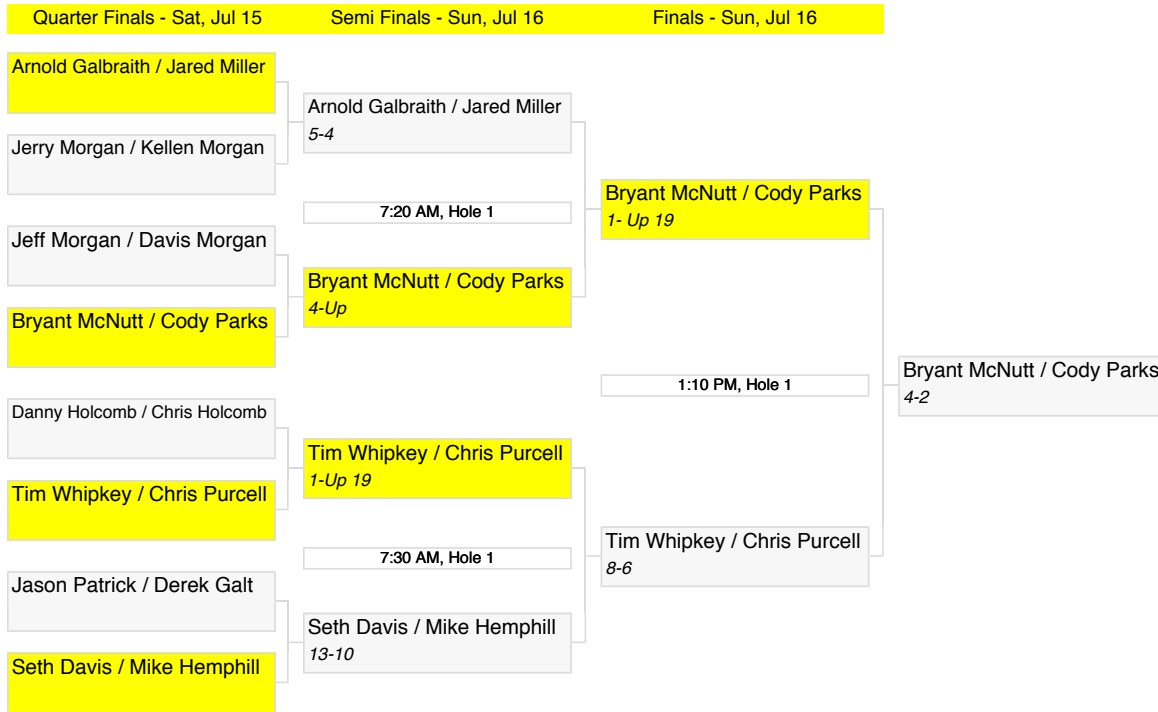 Quarter Finals - Sat, Jul 15
Semi Finals - Sun, Jul 16
Finals - Sun, Jul 16
Arnold Galbraith / Jared Miller
Jerry Morgan / Kellen Morgan
Jeff Morgan / Davis Morgan
Bryant McNutt / Cody Parks
Danny Holcomb / Chris Holcomb
Tim Whipkey / Chris Purcell
Jason Patrick / Derek Galt
Seth Davis / Mike Hemphill
Arnold Galbraith / Jared Miller
5-4
7:20 AM, Hole 1
Bryant McNutt / Cody Parks
4-Up
Tim Whipkey / Chris Purcell
1-Up 19
7:30 AM, Hole 1
Seth Davis / Mike Hemphill
13-10
Bryant McNutt / Cody Parks
1- Up 19
1:10 PM, Hole 1
Tim Whipkey / Chris Purcell
8-6
Bryant McNutt / Cody Parks
4-2